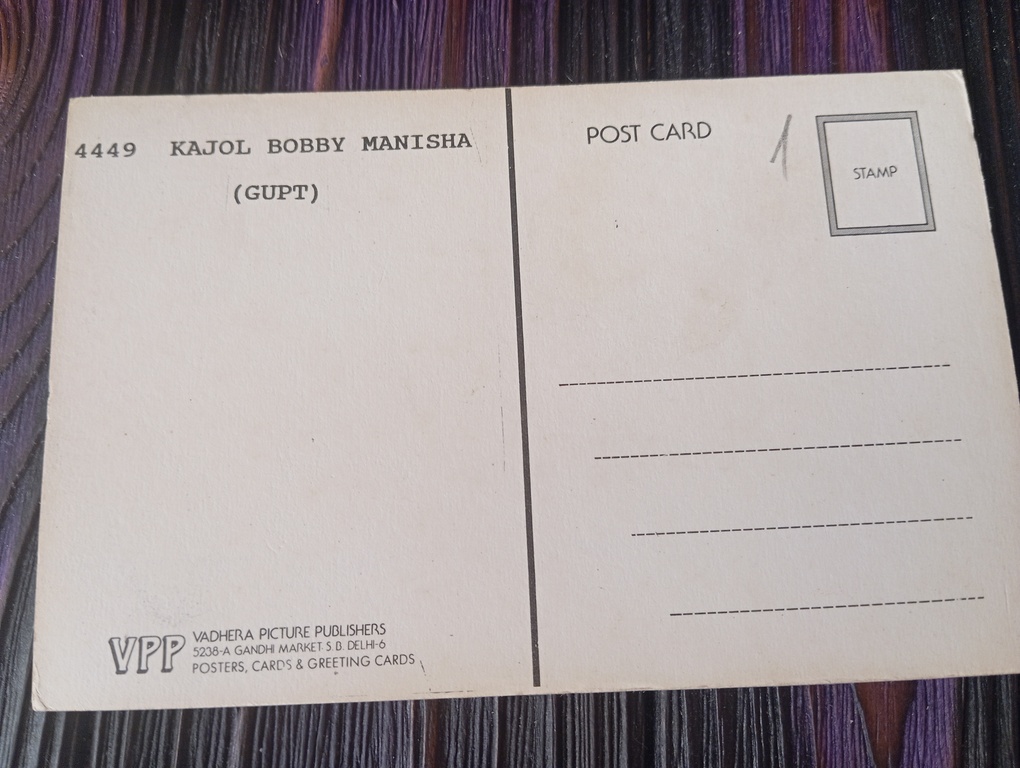 4449 KAJOL BOBBY MANISHA
(GUPT)
VPP
VADHERA PICTURE PUBLISHERS
5238-A GANDHI MARKET S.B. DELHI-6
POSTERS, CARDS & GREETING CARDS
POST CARD
1
STAMP